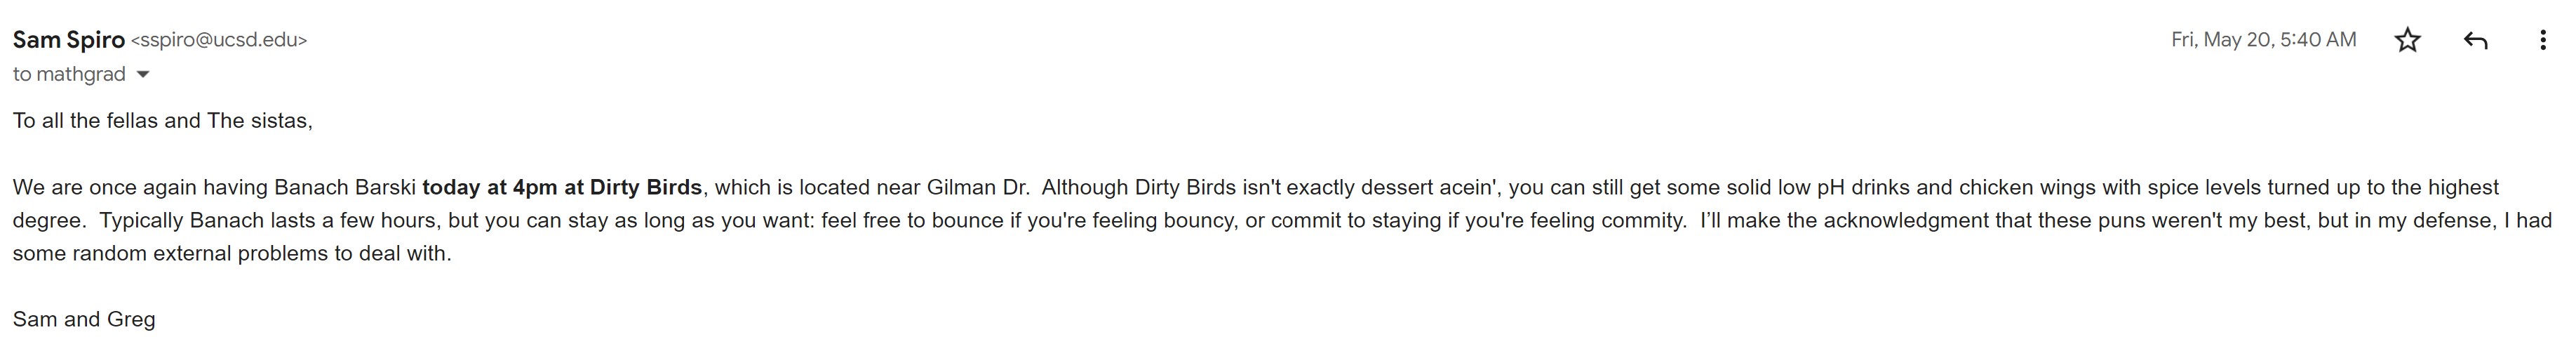 Sam Spiro <sspiro@ucsd.edu>
Fri, May 20, 5:40 AM
to mathgrad
To all the fellas and The sistas,
We are once again having Banach Barski today at 4pm at Dirty Birds, which is located near Gilman Dr.  Although Dirty Birds isn't exactly dessert acein', you can still get some solid low pH drinks and chicken wings with spice levels turned up to the highest
degree.  Typically Banach lasts a few hours, but you can stay as long as you want: feel free to bounce if you're feeling bouncy, or commit to staying if you're feeling commity.  I’ll make the acknowledgment that these puns weren't my best, but in my defense, I had
some random external problems to deal with.
Sam and Greg